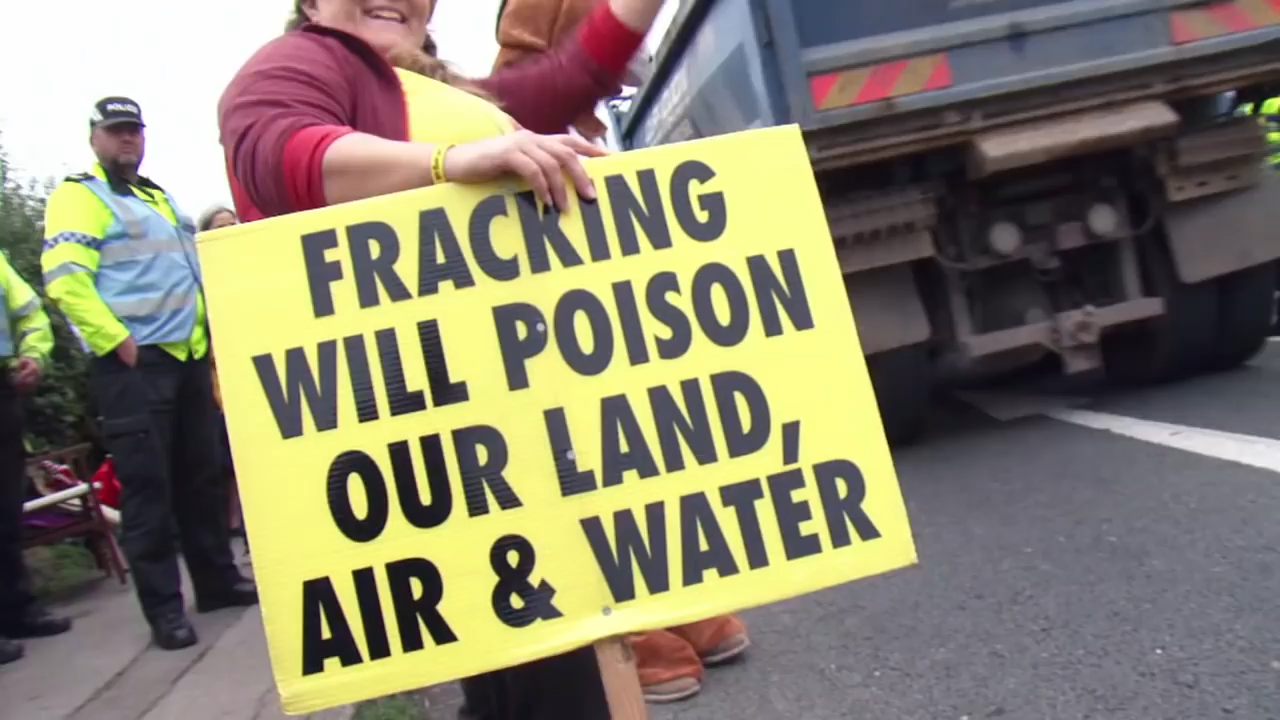 POLICE
FRACKING
WILL POISON
OUR LAND,
AIR & WATER